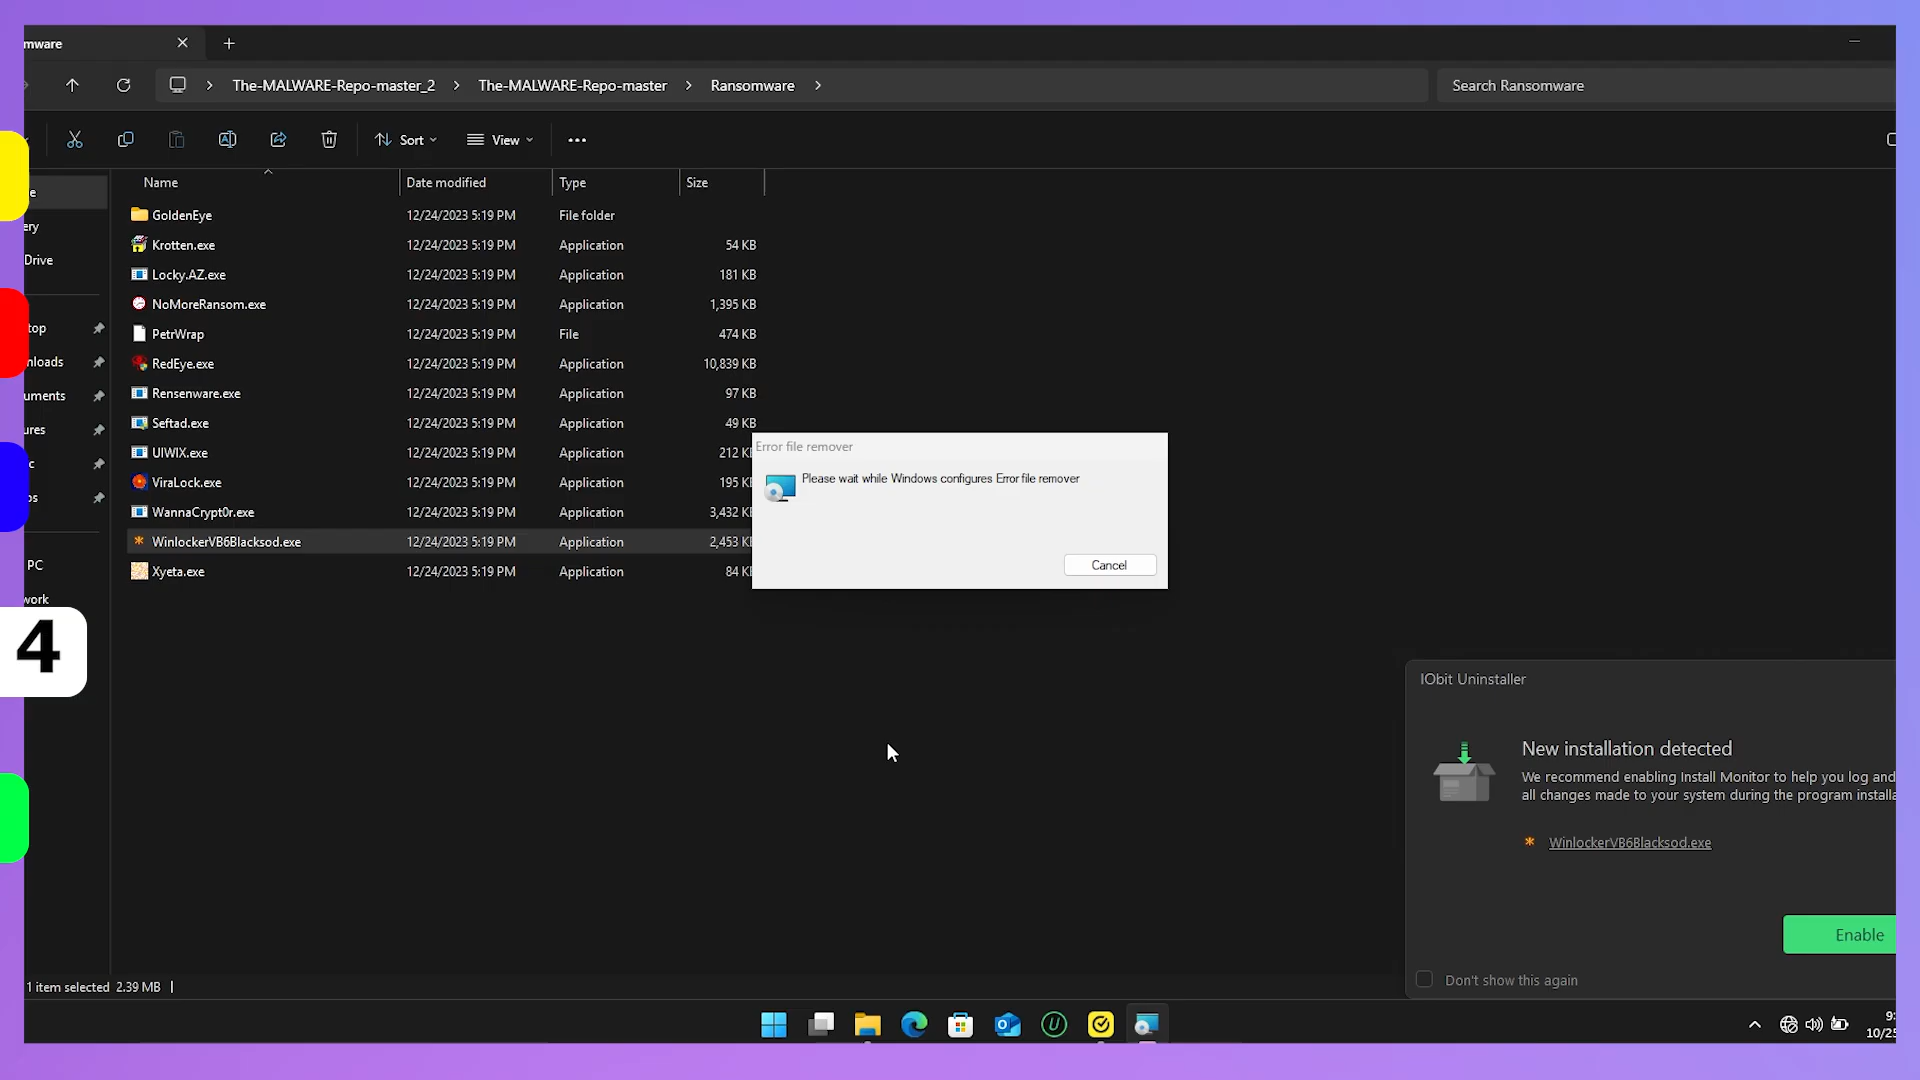 mware
The-MALWARE-Repo-master_2 The-MALWARE-Repo-master Ransomware
Search Ransomware
Sort View
Name Date modified Type Size
GoldenEye 12/24/2023 5:19 PM File folder
Krotten.exe 12/24/2023 5:19 PM Application 54 KB
Locky.AZ.exe 12/24/2023 5:19 PM Application 181 KB
NoMoreRansom.exe 12/24/2023 5:19 PM Application 1,395 KB
PetrWrap 12/24/2023 5:19 PM File 474 KB
RedEye.exe 12/24/2023 5:19 PM Application 10,839 KB
Rensenware.exe 12/24/2023 5:19 PM Application 97 KB
Seftad.exe 12/24/2023 5:19 PM Application 49 KB
UIWIX.exe 12/24/2023 5:19 PM Application 212 K
ViraLock.exe 12/24/2023 5:19 PM Application 195 K
WannaCrypt0r.exe 12/24/2023 5:19 PM Application 3,432 K
WinlockerVB6Blacksod.exe 12/24/2023 5:19 PM Application 2,453 K
Xyeta.exe 12/24/2023 5:19 PM Application 84 K
e
ery
Drive
top
nloads
uments
ures
c
os
PC
work
4
Error file remover
Please wait while Windows configures Error file remover
Cancel
IObit Uninstaller
New installation detected
We recommend enabling Install Monitor to help you log and
all changes made to your system during the program installa
WinlockerVB6Blacksod.exe
Enable
Don't show this again
1 item selected 2.39 MB
9:
10/25